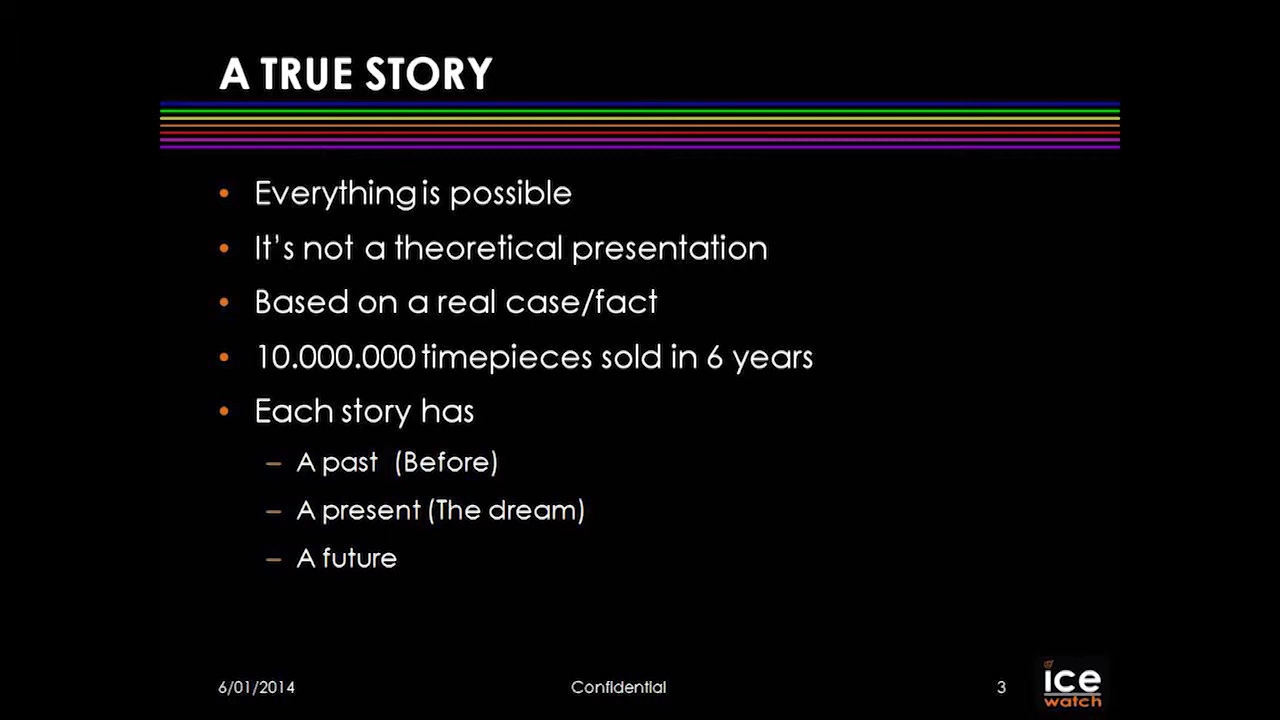 A TRUE STORY
• Everything is possible
• It's not a theoretical presentation
• Based on a real case/fact
• 10.000.000 timepieces sold in 6 years
• Each story has
– A past (Before)
– A present (The dream)
– A future
6/01/2014
Confidential
3
ice
watch